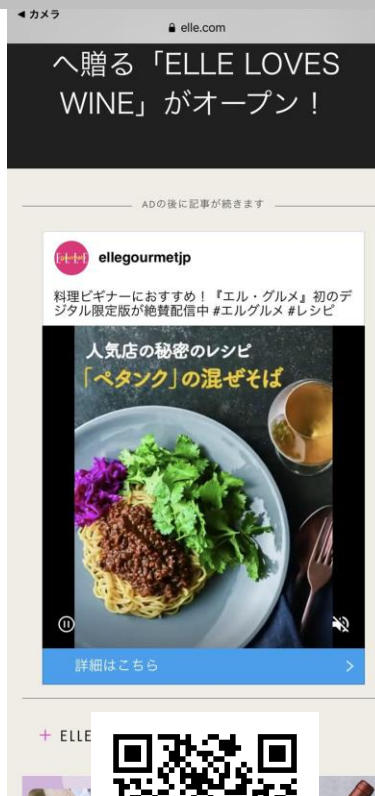 ◀ カメラ
elle.com
へ贈る「ELLE LOVES
WINE」がオープン！
ADの後に記事が続きます
ellegourmetjp
料理ビギナーにおすすめ！『エル・グルメ』初のデ
ジタル限定版が絶賛配信中 #エルグルメ #レシピ
人気店の秘密のレシピ
「ペタンク」の混ぜそば
詳細はこちら
+ ELLE